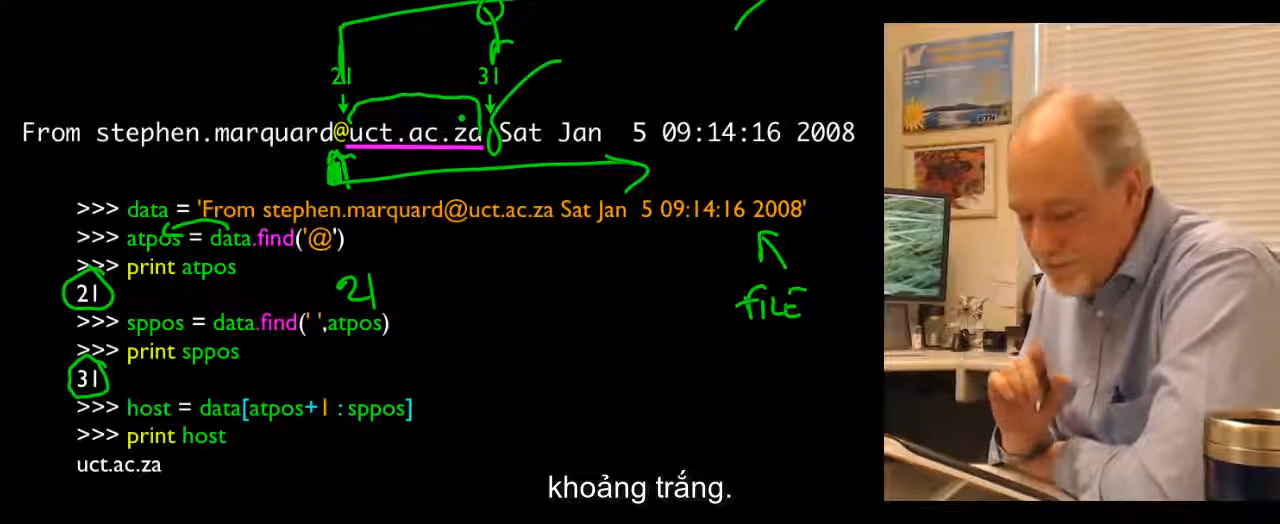 21 31
From stephen.marquard@uct.ac.za Sat Jan  5 09:14:16 2008
>>> data = 'From stephen.marquard@uct.ac.za Sat Jan  5 09:14:16 2008'
>>> atpos = data.find('@')
>>> print atpos
21
21
FILE
>>> sppos = data.find(' ',atpos)
>>> print sppos
31
>>> host = data[atpos+1 : sppos]
>>> print host
uct.ac.za
khoảng trắng.